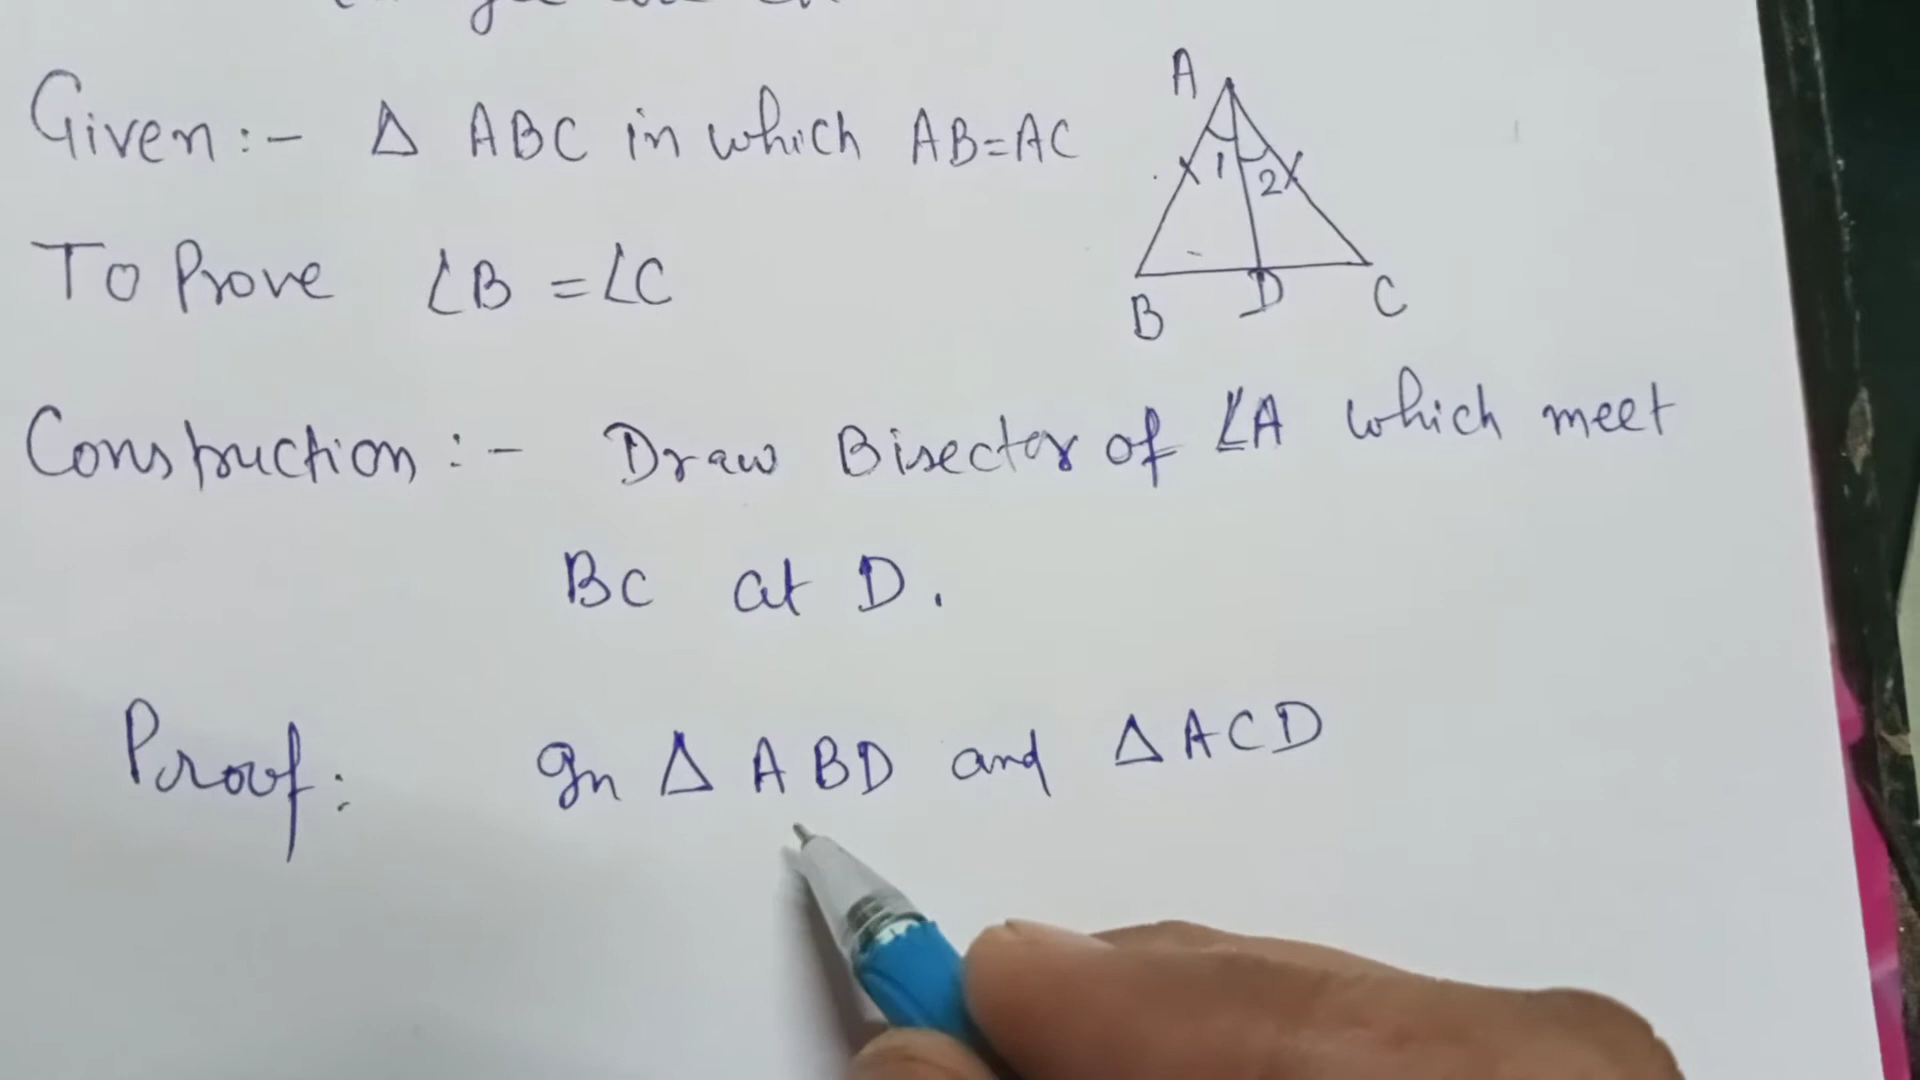 Given:- Δ ABC in which AB=AC
A
1
2
B
D
C
To Prove ∠B = ∠C
Construction:- Draw Bisector of ∠A which meet
BC at D.
Proof: In Δ ABD and Δ ACD